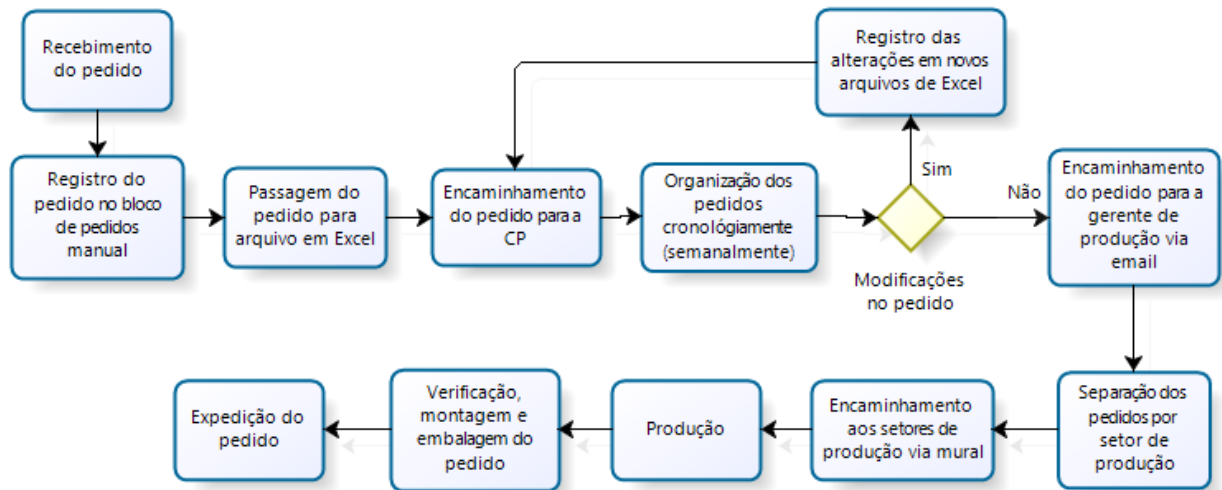 Recebimento
do pedido
Registro do
pedido no bloco
de pedidos
manual
Passagem do
pedido para
arquivo em Excel
Encaminhamento
do pedido para a
CP
Organização dos
pedidos
cronológiamente
(semanalmente)
Modificações
no pedido
Sim
Registro das
alterações em novos
arquivos de Excel
Não
Encaminhamento
do pedido para a
gerente de
produção via
email
Separação dos
pedidos por
setor de
produção
Encaminhamento
aos setores de
produção via mural
Produção
Verificação,
montagem e
embalagem do
pedido
Expedição do
pedido